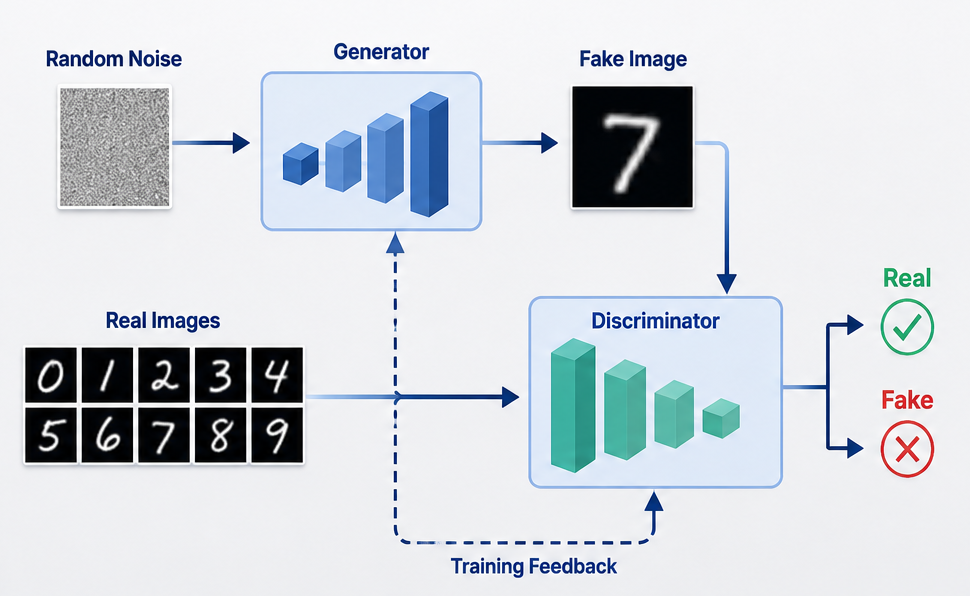 Random Noise
Generator
Fake Image
7
Real Images
0 1 2 3 4
5 6 7 8 9
Discriminator
Real
Fake
Training Feedback